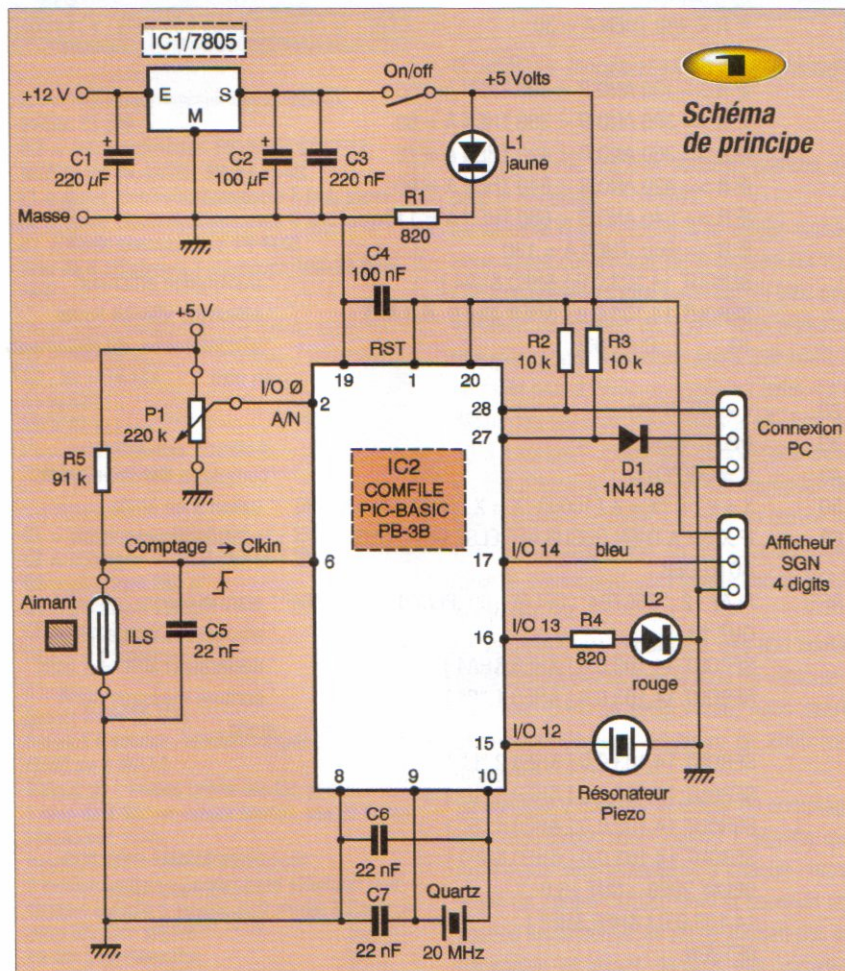 IC1/7805
1
Schéma
de principe
+12 V
E
S
M
On/off
+5 Volts
C1
220 µF
C2
100 µF
C3
220 nF
L1
jaune
Masse
R1
820
C4
100 nF
+5 V
RST
19
1
20
R2
10 k
R3
10 k
I/O Ø
2
A/N
P1
220 k
28
27
Connexion
PC
D1
1N4148
R5
91 k
IC2
COMFILE
PIC-BASIC
PB-3B
Comptage → Clkin
6
17
I/O 14
bleu
Afficheur
SGN
4 digits
Aimant
ILS
C5
22 nF
16
I/O 13
R4
820
L2
rouge
15
I/O 12
Résonateur
Piezo
8
9
10
C6
22 nF
C7
22 nF
Quartz
20 MHz